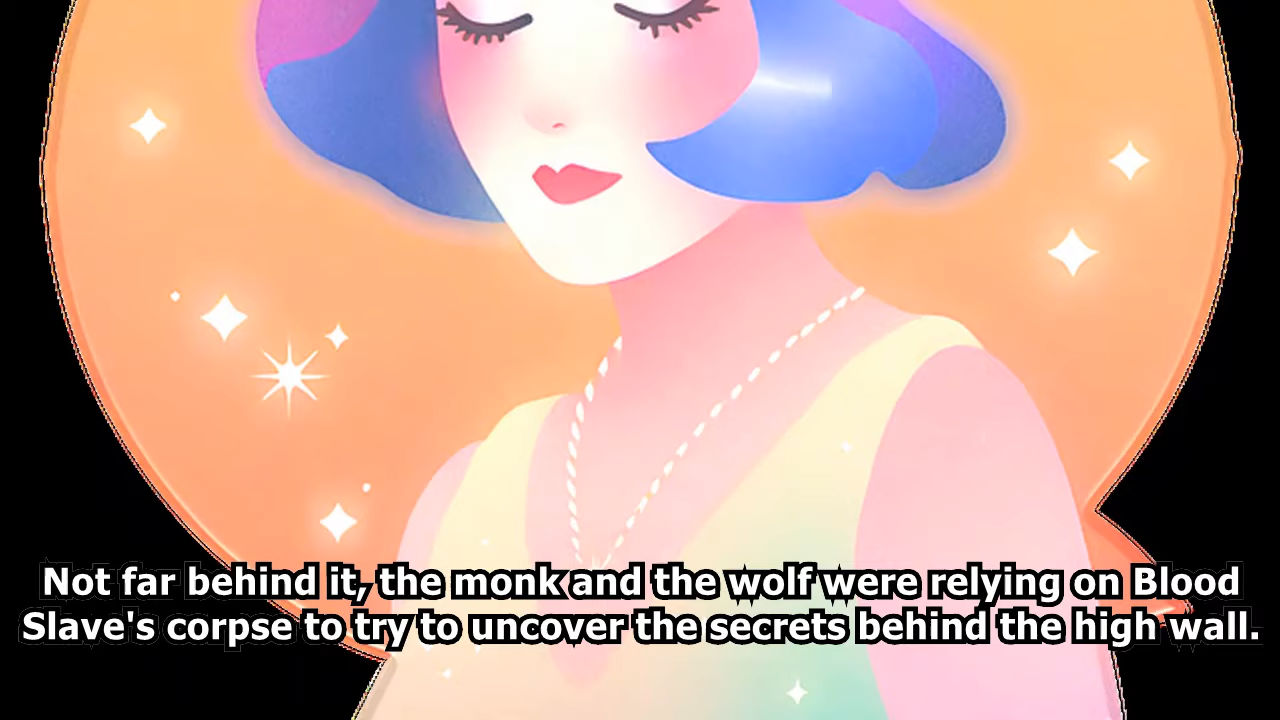 Not far behind it, the monk and the wolf were relying on Blood
Slave's corpse to try to uncover the secrets behind the high wall.